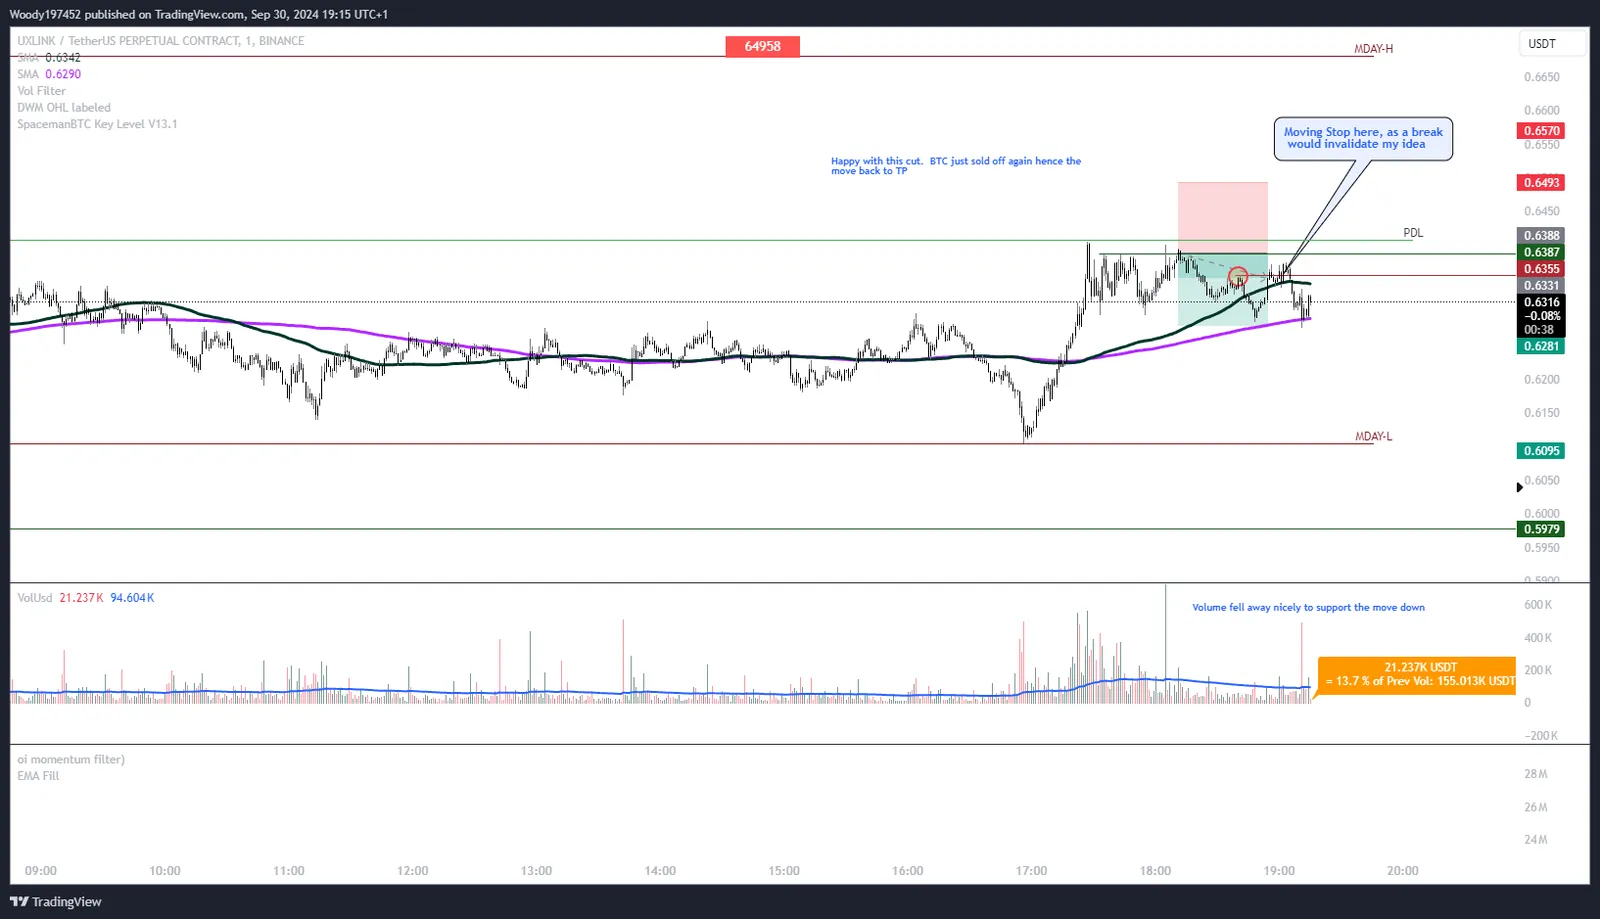 Woody197452 published on TradingView.com, Sep 30, 2024 19:15 UTC+1
UXLINK / TetherUS PERPETUAL CONTRACT, 1, BINANCE
SMA 0.6342
SMA 0.6290
Vol Filter
DWM OHL labeled
SpacemanBTC Key Level V13.1
64958
MDAY-H
USDT
0.6650
0.6600
0.6570
0.6550
Moving Stop here, as a break
would invalidate my idea
Happy with this cut. BTC just sold off again hence the
move back to TP
0.6493
0.6450
PDL
0.6388
0.6387
0.6355
0.6331
0.6316
-0.08%
00:38
0.6281
0.6200
0.6150
MDAY-L
0.6095
0.6050
0.6000
0.5979
0.5950
0.5900
VolUsd 21.237K 94.604K
Volume fell away nicely to support the move down
600K
400K
200K
21.237K USDT
= 13.7 % of Prev Vol: 155.013K USDT
0
-200K
oi momentum filter)
EMA Fill
28M
26M
24M
09:00 10:00 11:00 12:00 13:00 14:00 15:00 16:00 17:00 18:00 19:00 20:00
TradingView